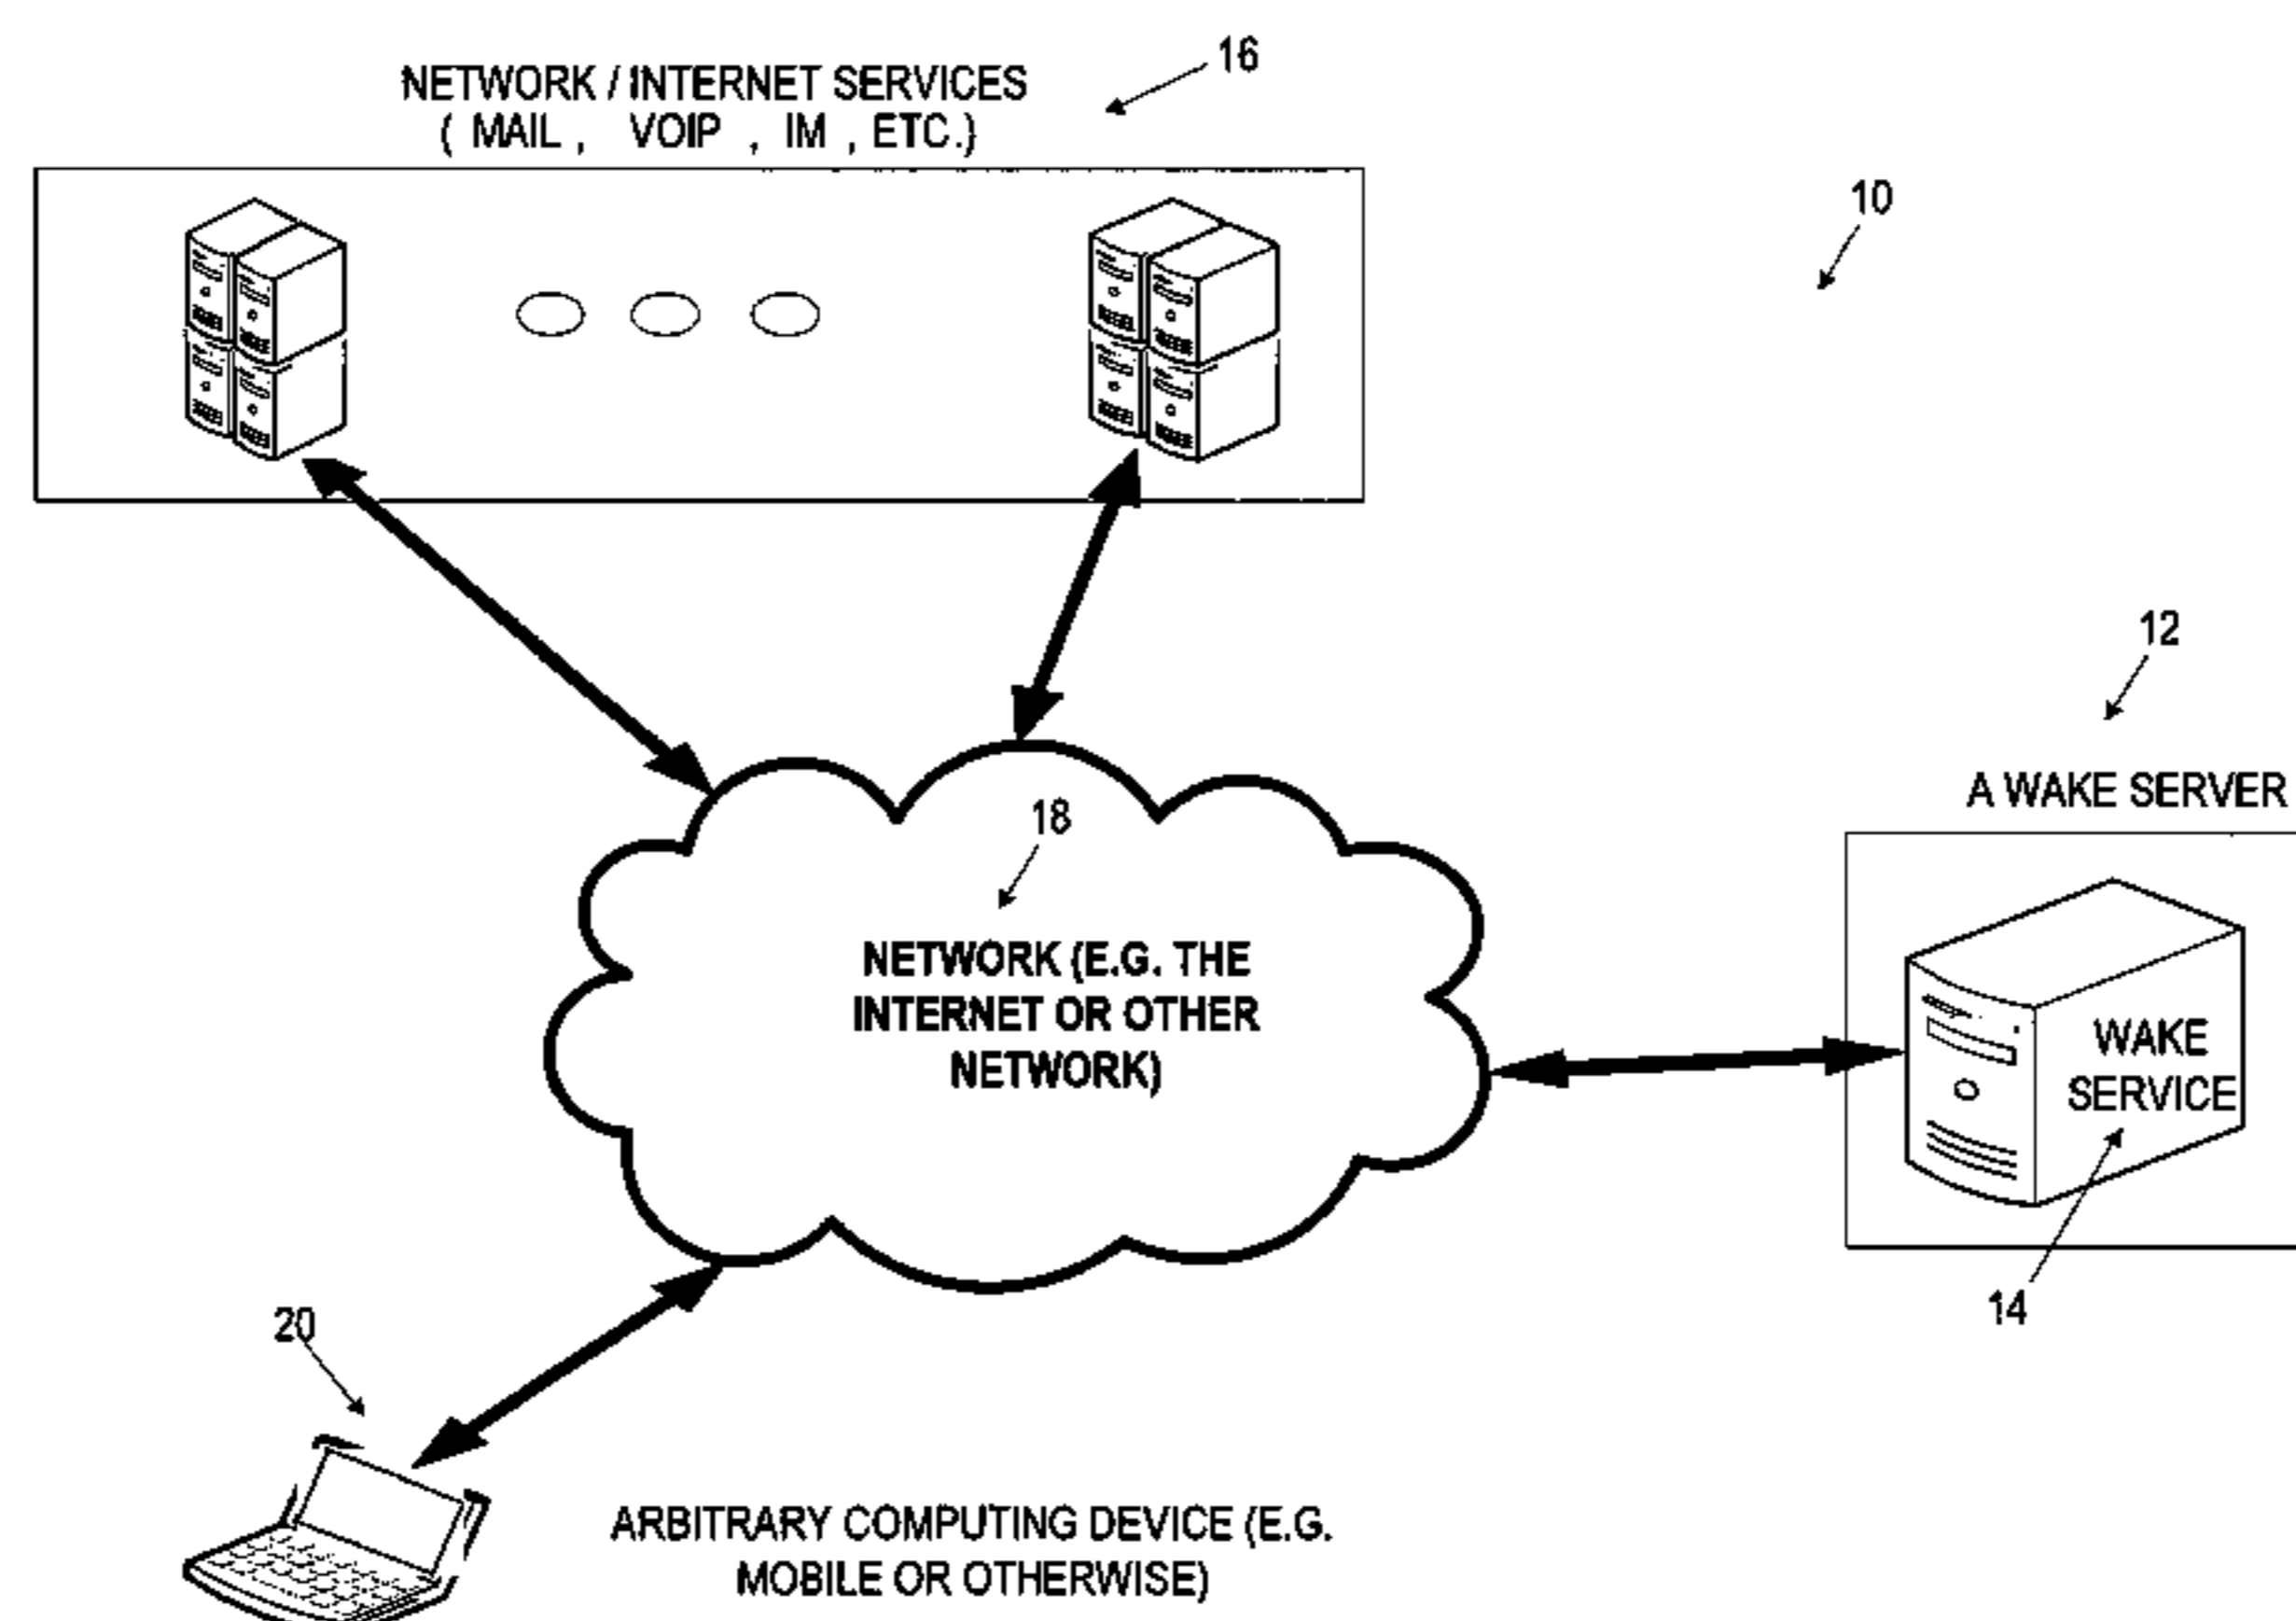 16
NETWORK / INTERNET SERVICES
( MAIL , VOIP , IM , ETC.)
10
12
A WAKE SERVER
18
NETWORK (E.G. THE
INTERNET OR OTHER
NETWORK)
WAKE
SERVICE
14
20
ARBITRARY COMPUTING DEVICE (E.G.
MOBILE OR OTHERWISE)